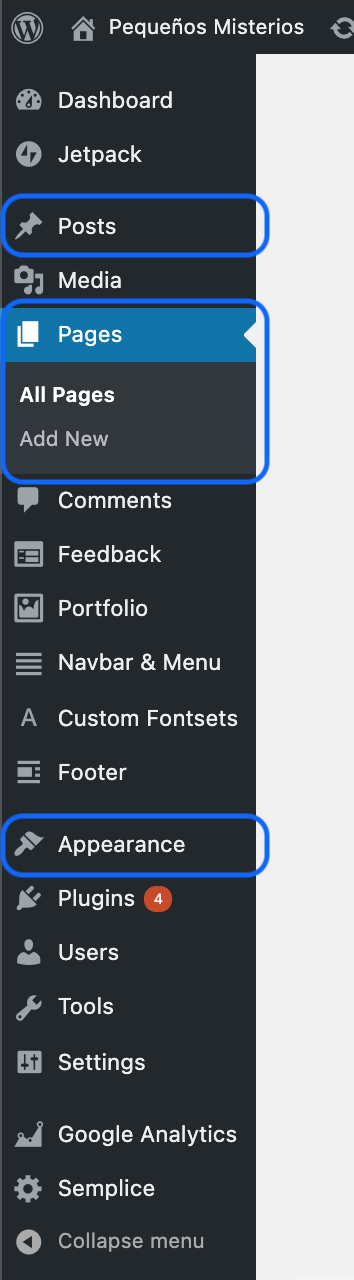 Pequeños Misterios
Dashboard
Jetpack
Posts
Media
Pages
All Pages
Add New
Comments
Feedback
Portfolio
Navbar & Menu
A Custom Fontsets
Footer
Appearance
Plugins 4
Users
Tools
Settings
Google Analytics
Semplice
Collapse menu